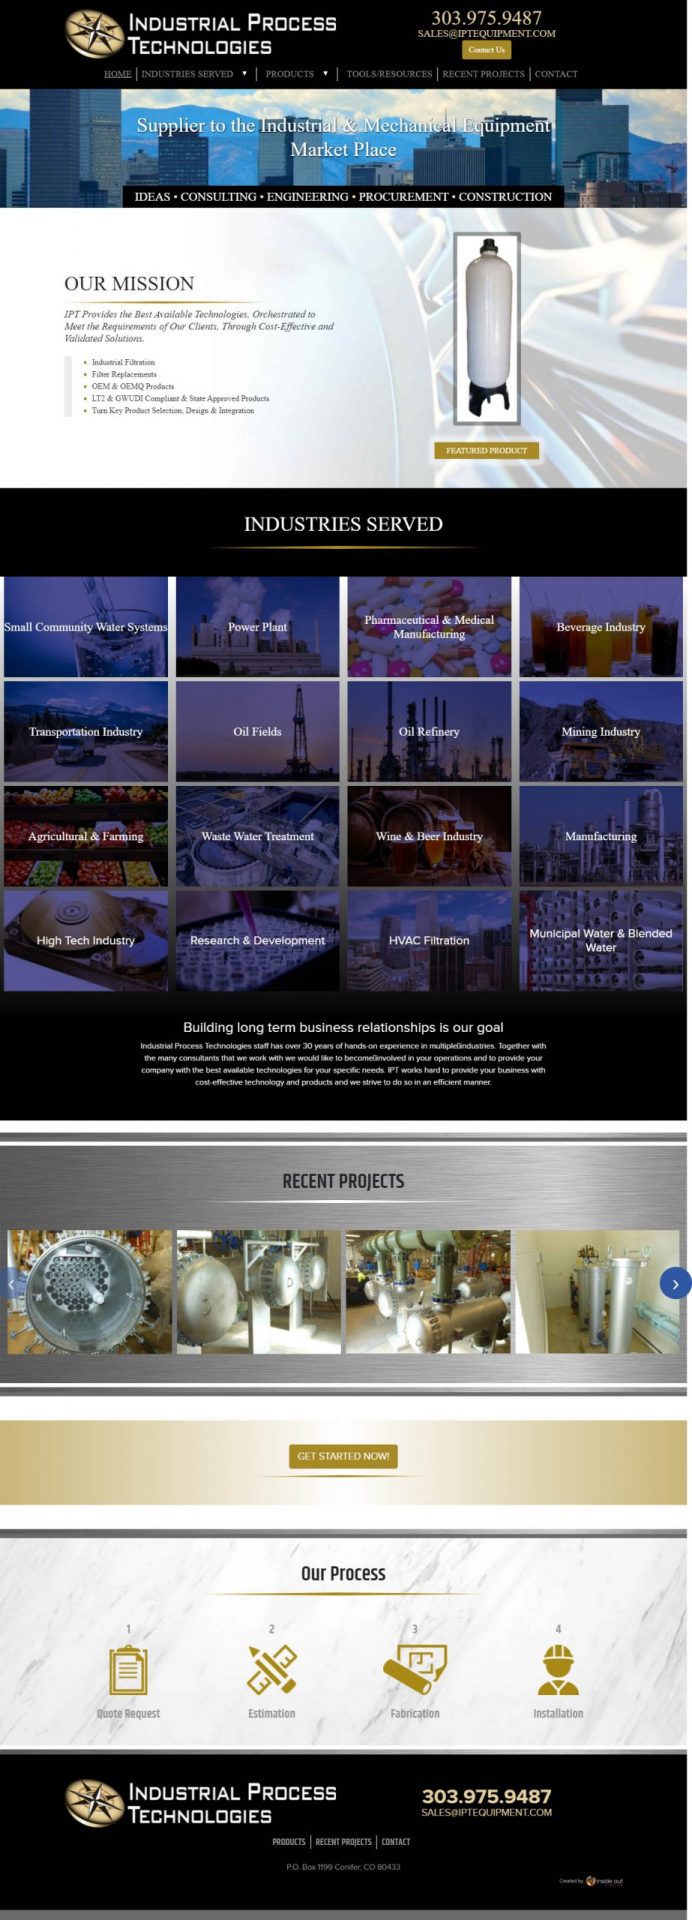 INDUSTRIAL PROCESS
TECHNOLOGIES
303.975.9487
SALES@IPTEQUIPMENT.COM
Contact Us
HOME | INDUSTRIES SERVED ▼ | PRODUCTS ▼ | TOOLS/RESOURCES | RECENT PROJECTS | CONTACT
Supplier to the Industrial & Mechanical Equipment
Market Place
IDEAS • CONSULTING • ENGINEERING • PROCUREMENT • CONSTRUCTION
OUR MISSION
IPT Provides the Best Available Technologies, Orchestrated to
Meet the Requirements of Our Clients, Through Cost-Effective and
Validated Solutions.
Industrial Filtration
Filter Replacements
OEM & OEMQ Products
LT2 & GWUDI Compliant & State Approved Products
Turn Key Product Selection, Design & Integration
FEATURED PRODUCT
INDUSTRIES SERVED
Small Community Water Systems
Power Plant
Pharmaceutical & Medical
Manufacturing
Beverage Industry
Transportation Industry
Oil Fields
Oil Refinery
Mining Industry
Agricultural & Farming
Waste Water Treatment
Wine & Beer Industry
Manufacturing
High Tech Industry
Research & Development
HVAC Filtration
Municipal Water & Blended
Water
Building long term business relationships is our goal
Industrial Process Technologies staff has over 30 years of hands-on experience in multiple industries. Together with
the many consultants that we work with we would like to become involved in your operations and to provide your
company with the best available technologies for your specific needs. IPT works hard to provide your business with
cost-effective technology and products and we strive to do so in an efficient manner.
RECENT PROJECTS
GET STARTED NOW!
Our Process
1
Quote Request
2
Estimation
3
Fabrication
4
Installation
INDUSTRIAL PROCESS
TECHNOLOGIES
303.975.9487
SALES@IPTEQUIPMENT.COM
PRODUCTS | RECENT PROJECTS | CONTACT
P.O. Box 1199 Conifer, CO 80433
Created by inside out